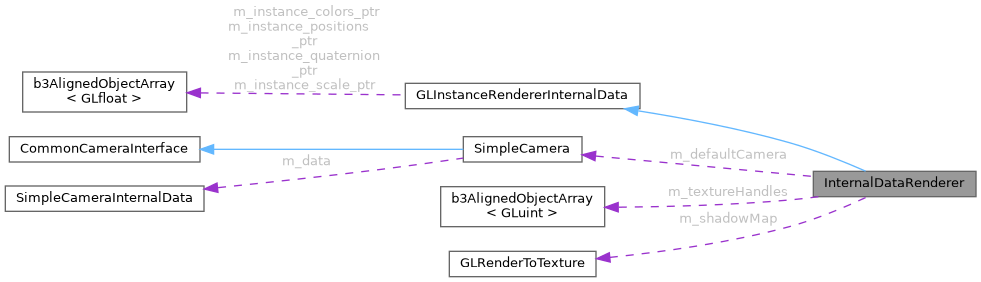 m_instance_colors_ptr
m_instance_positions
_ptr
m_instance_quaternion
_ptr
m_instance_scale_ptr
b3AlignedObjectArray
< GLfloat >
GLInstanceRendererInternalData
CommonCameraInterface
SimpleCamera
m_data
m_defaultCamera
SimpleCameraInternalData
InternalDataRenderer
b3AlignedObjectArray
< GLuint >
m_textureHandles
m_shadowMap
GLRenderToTexture